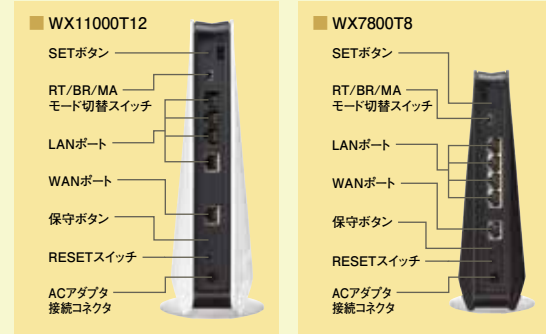 WX11000T12
SETボタン
RT/BR/MA
モード切替スイッチ
LANポート
WANポート
保守ボタン
RESETスイッチ
ACアダプタ
接続コネクタ
WX7800T8
SETボタン
RT/BR/MA
モード切替スイッチ
LANポート
WANポート
保守ボタン
RESETスイッチ
ACアダプタ
接続コネクタ